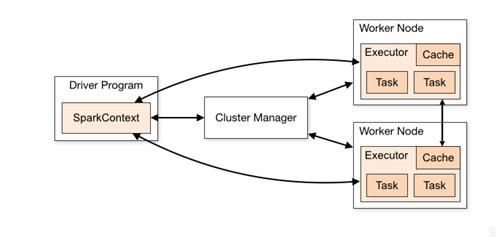 Driver Program
SparkContext
Cluster Manager
Worker Node
Executor
Cache
Task Task
Worker Node
Executor
Cache
Task Task